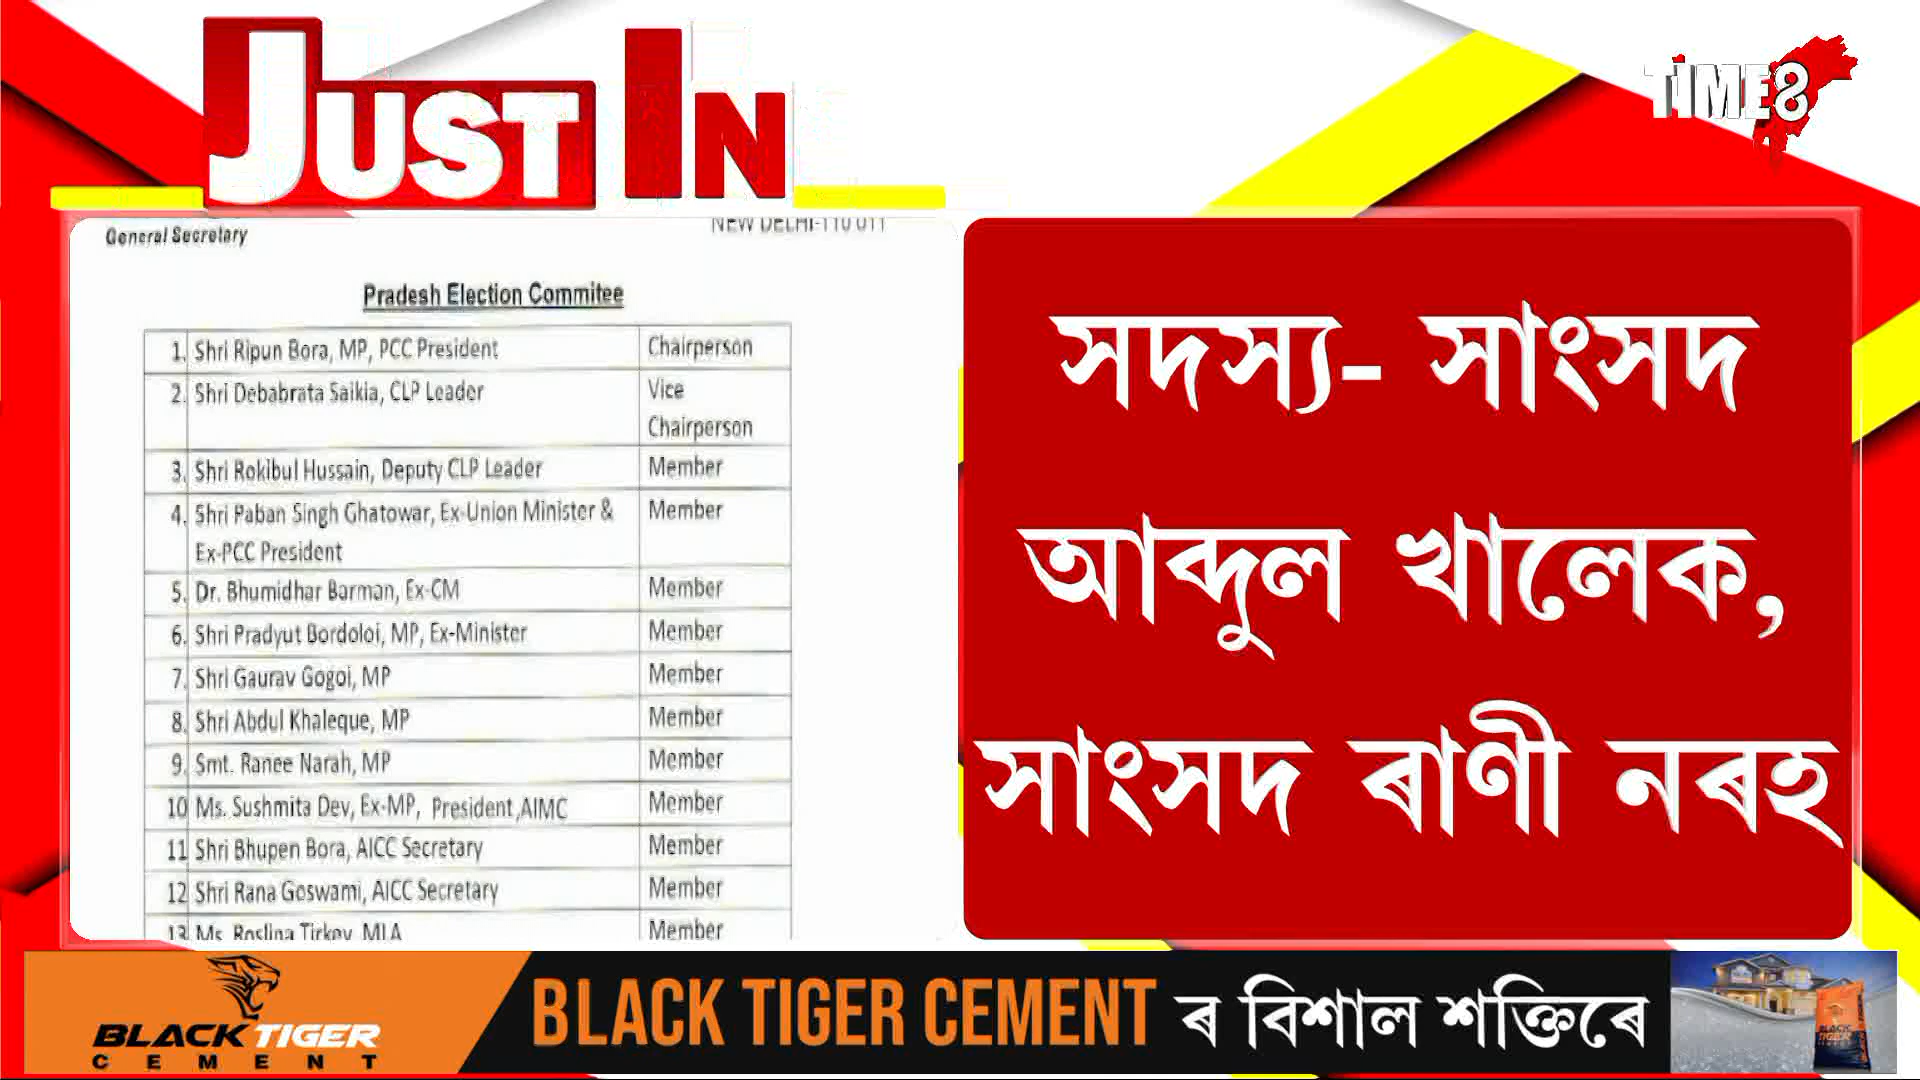 JUST IN
TIME8
General Secretary
NEW DELHI-110 011
Pradesh Election Commitee
1. Shri Ripun Bora, MP, PCC President Chairperson
2. Shri Debabrata Saikia, CLP Leader Vice
Chairperson
3. Shri Rokibul Hussain, Deputy CLP Leader Member
4. Shri Paban Singh Ghatowar, Ex-Union Minister & Member
Ex-PCC President
5. Dr. Bhumidhar Barman, Ex-CM Member
6. Shri Pradyut Bordoloi, MP, Ex-Minister Member
7. Shri Gaurav Gogoi, MP Member
8. Shri Abdul Khaleque, MP Member
9. Smt. Ranee Narah, MP Member
10 Ms. Sushmita Dev, Ex-MP, President,AIMC Member
11 Shri Bhupen Bora, AICC Secretary Member
12 Shri Rana Goswami, AICC Secretary Member
13 Ms. Roslina Tirkey, MLA Member
সদস্য- সাংসদ
আব্দুল খালেক,
সাংসদ ৰাণী নৰহ
BLACK TIGER
CEMENT
BLACK TIGER CEMENT ৰ বিশাল শক্তিৰে
BLACK
TIGER